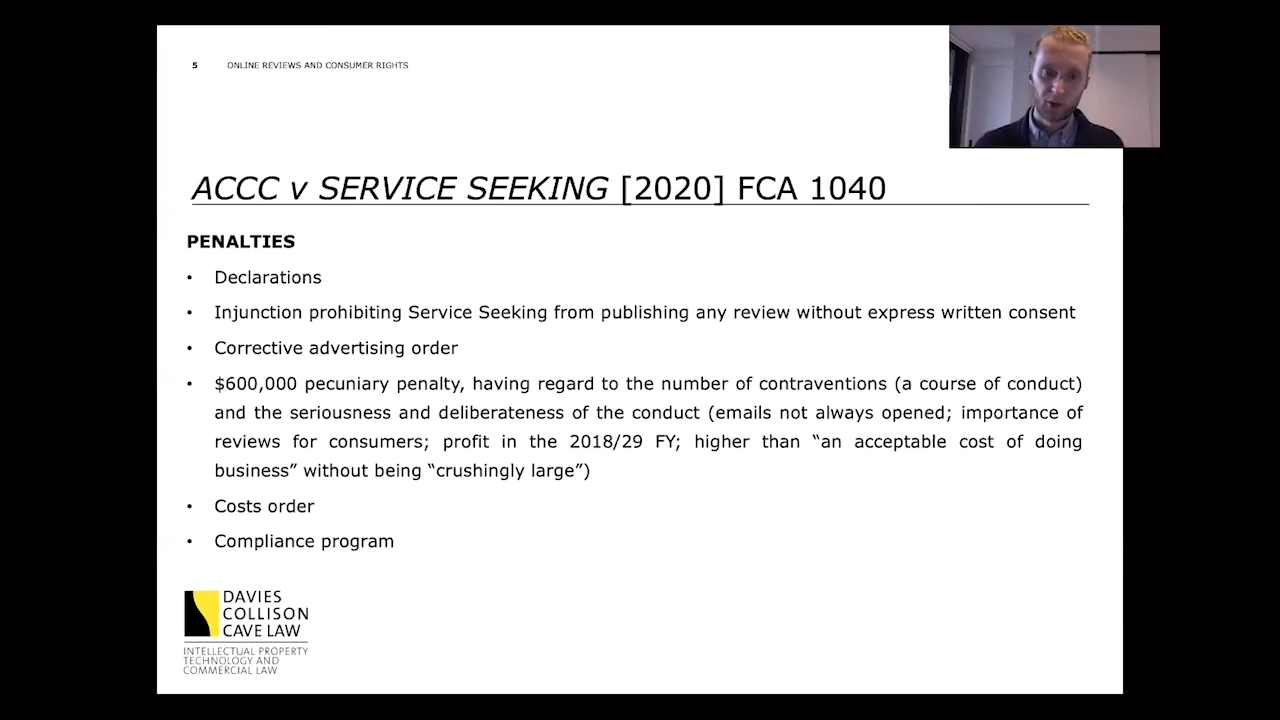 5 ONLINE REVIEWS AND CONSUMER RIGHTS
ACCC v SERVICE SEEKING [2020] FCA 1040
PENALTIES
• Declarations
• Injunction prohibiting Service Seeking from publishing any review without express written consent
• Corrective advertising order
• $600,000 pecuniary penalty, having regard to the number of contraventions (a course of conduct)
and the seriousness and deliberateness of the conduct (emails not always opened; importance of
reviews for consumers; profit in the 2018/29 FY; higher than “an acceptable cost of doing
business” without being “crushingly large”)
• Costs order
• Compliance program
DAVIES
COLLISON
CAVE LAW
INTELLECTUAL PROPERTY
TECHNOLOGY AND
COMMERCIAL LAW